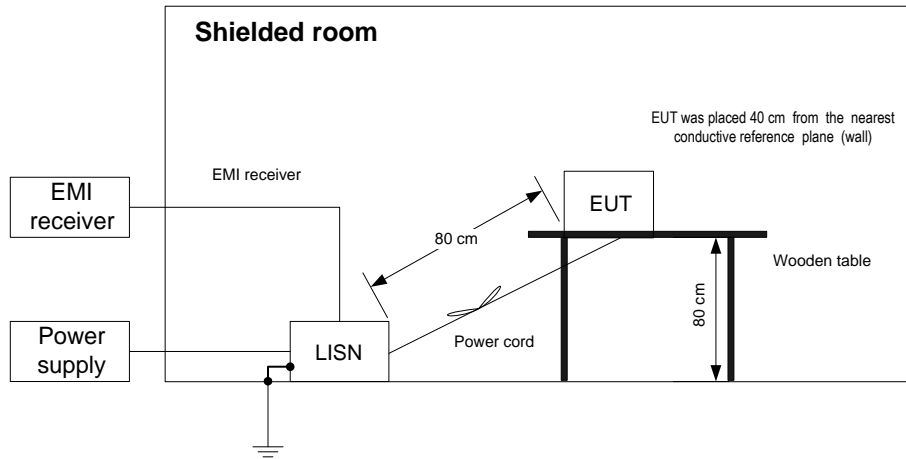 Shielded room
EUT was placed 40 cm from the nearest
conductive reference plane (wall)
EMI receiver
EMI
receiver
EUT
80 cm
Wooden table
80 cm
Power
supply
LISN
Power cord